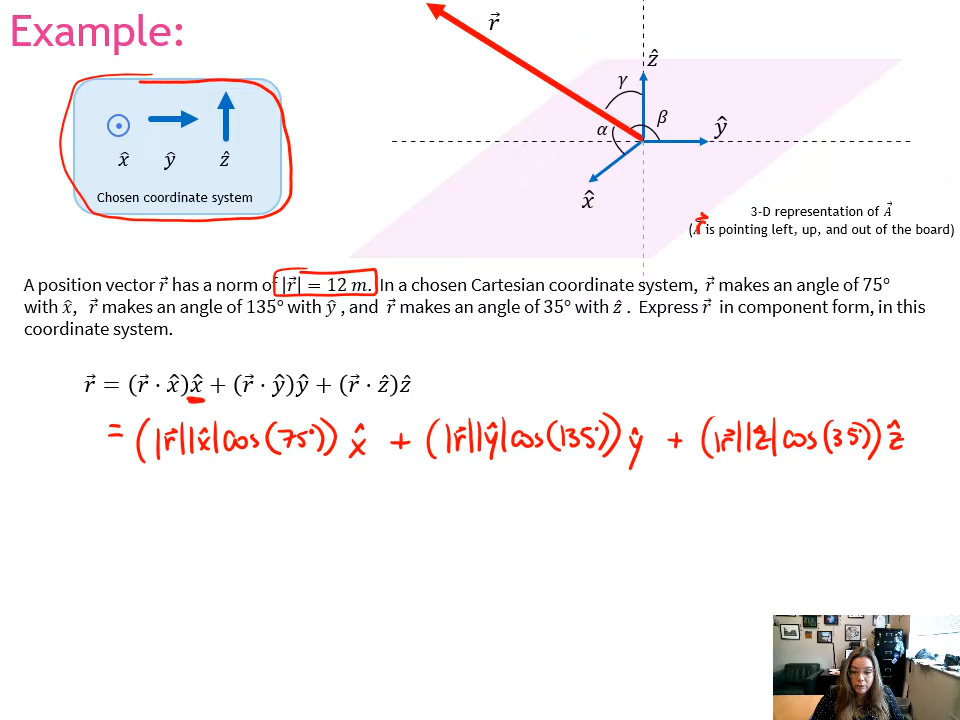 Example:
x̂ ŷ ẑ
Chosen coordinate system
r⃗
ẑ
γ
α β
ŷ
x̂
3-D representation of A⃗
(r⃗ is pointing left, up, and out of the board)
A position vector r⃗ has a norm of |r⃗| = 12 m. In a chosen Cartesian coordinate system, r⃗ makes an angle of 75°
with x̂, r⃗ makes an angle of 135° with ŷ , and r⃗ makes an angle of 35° with ẑ . Express r⃗ in component form, in this
coordinate system.
r⃗ = (r⃗ · x̂)x̂ + (r⃗ · ŷ)ŷ + (r⃗ · ẑ)ẑ
= (|r⃗||x̂|cos(75°)) x̂ + (|r⃗||ŷ|cos(135°)) ŷ + (|r⃗||ẑ|cos(35°)) ẑ